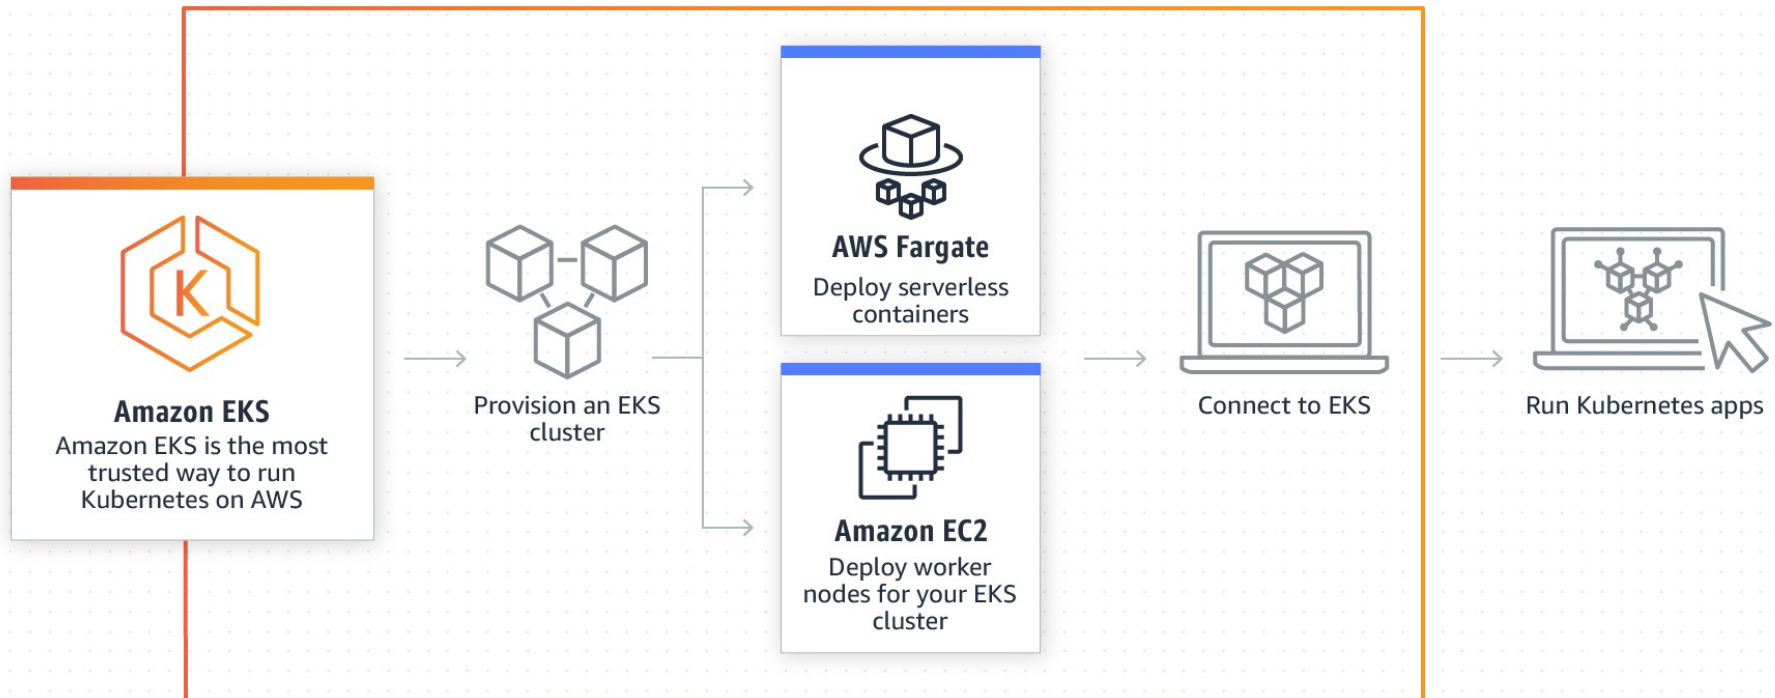 K
Amazon EKS
Amazon EKS is the most
trusted way to run
Kubernetes on AWS
Provision an EKS
cluster
AWS Fargate
Deploy serverless
containers
Amazon EC2
Deploy worker
nodes for your EKS
cluster
Connect to EKS
Run Kubernetes apps